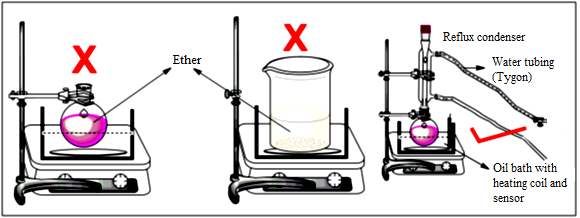 Ether
Reflux condenser
Water tubing
(Tygon)
Oil bath with
heating coil and
sensor